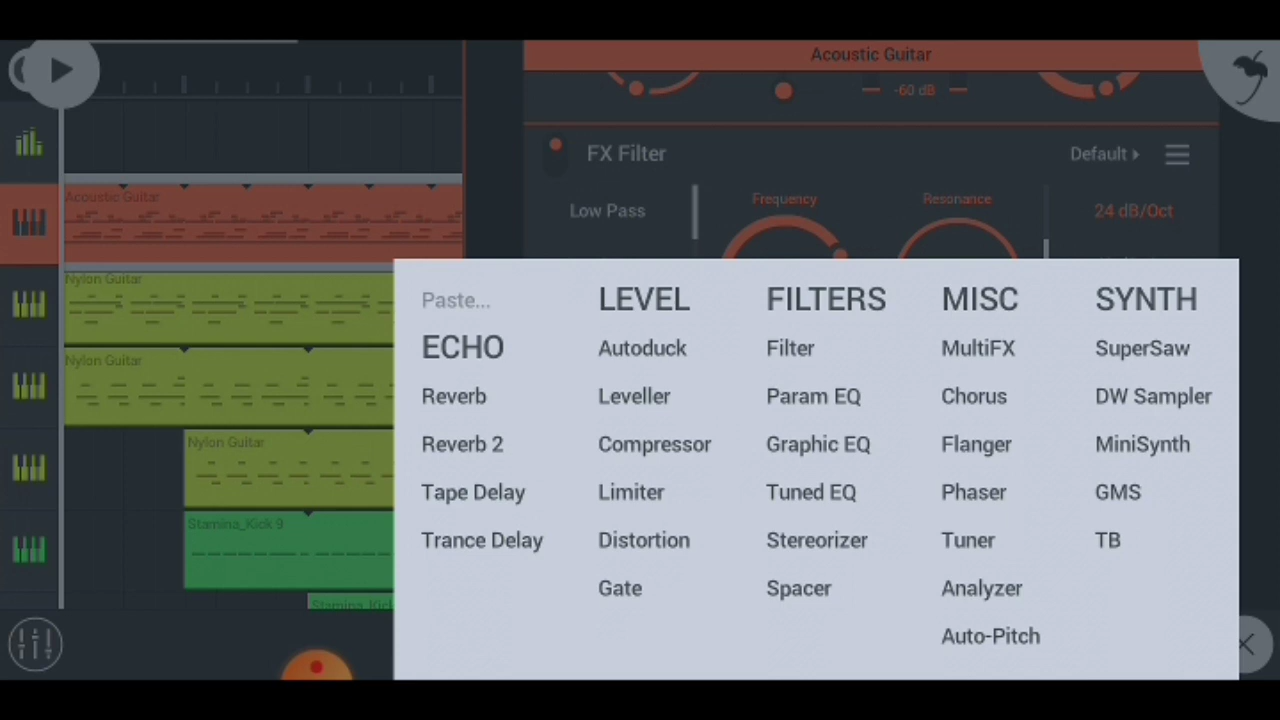 Acoustic Guitar
-60 dB
FX Filter
Default
Low Pass
Frequency
Resonance
24 dB/Oct
Acoustic Guitar
Nylon Guitar
Nylon Guitar
Nylon Guitar
Stamina_Kick 9
Stamina_Kick
Paste...
ECHO
Reverb
Reverb 2
Tape Delay
Trance Delay
LEVEL
Autoduck
Leveller
Compressor
Limiter
Distortion
Gate
FILTERS
Filter
Param EQ
Graphic EQ
Tuned EQ
Stereorizer
Spacer
MISC
MultiFX
Chorus
Flanger
Phaser
Tuner
Analyzer
Auto-Pitch
SYNTH
SuperSaw
DW Sampler
MiniSynth
GMS
TB